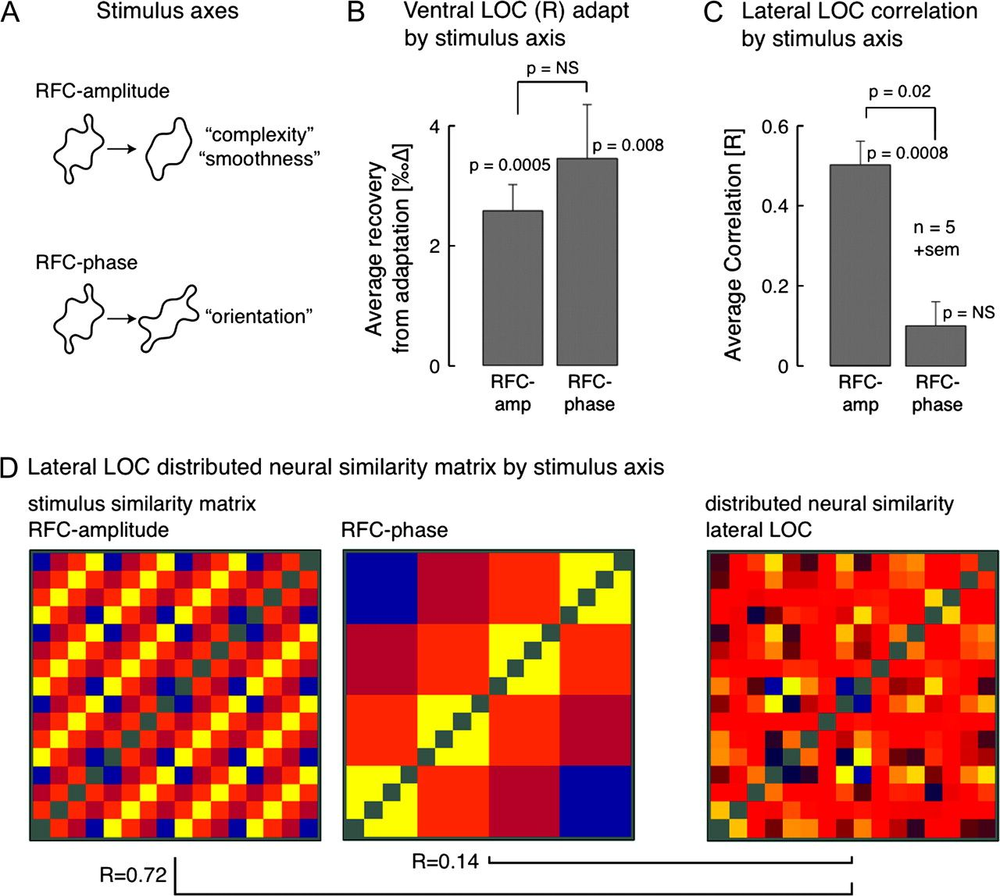 A Stimulus axes
RFC-amplitude
“complexity”
“smoothness”
RFC-phase
“orientation”
B Ventral LOC (R) adapt
by stimulus axis
p = NS
Average recovery
from adaptation [‰Δ]
4
2
0
p = 0.0005
p = 0.008
RFC-
amp
RFC-
phase
C Lateral LOC correlation
by stimulus axis
p = 0.02
Average Correlation [R]
0.6
0.4
0.2
0
p = 0.0008
n = 5
+sem
p = NS
RFC-
amp
RFC-
phase
D Lateral LOC distributed neural similarity matrix by stimulus axis
stimulus similarity matrix
RFC-amplitude
RFC-phase
distributed neural similarity
lateral LOC
R=0.72
R=0.14